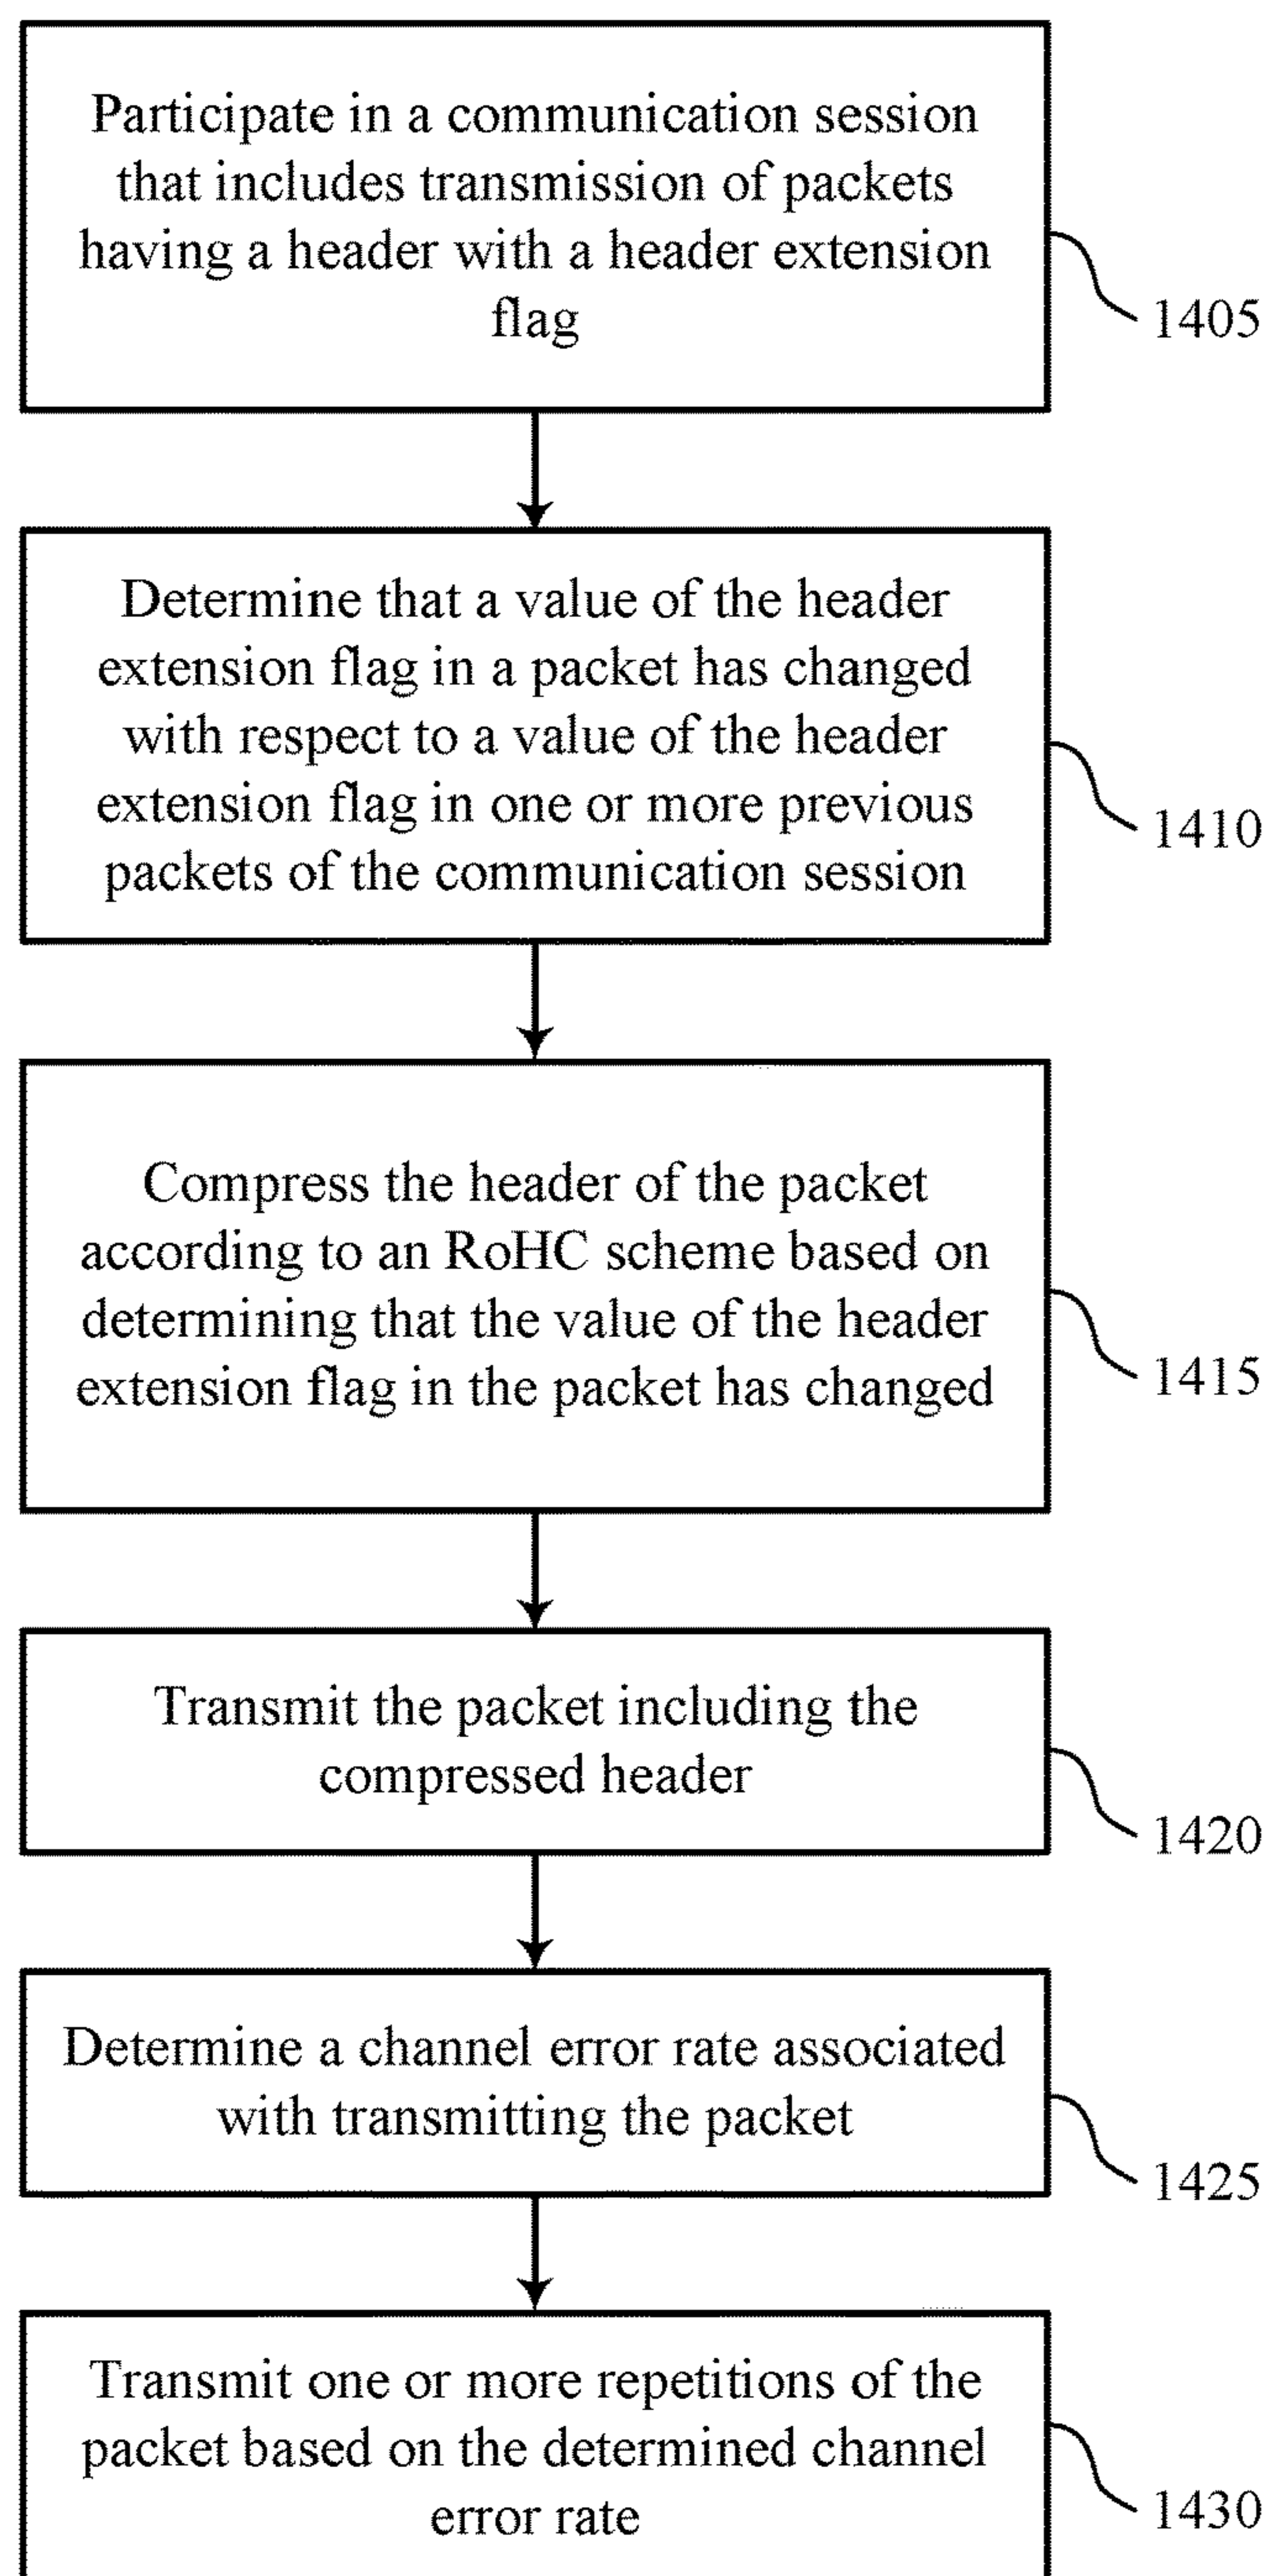 Participate in a communication session
that includes transmission of packets
having a header with a header extension
flag
1405
Determine that a value of the header
extension flag in a packet has changed
with respect to a value of the header
extension flag in one or more previous
packets of the communication session
1410
Compress the header of the packet
according to an RoHC scheme based on
determining that the value of the header
extension flag in the packet has changed
1415
Transmit the packet including the
compressed header
1420
Determine a channel error rate associated
with transmitting the packet
1425
Transmit one or more repetitions of the
packet based on the determined channel
error rate
1430